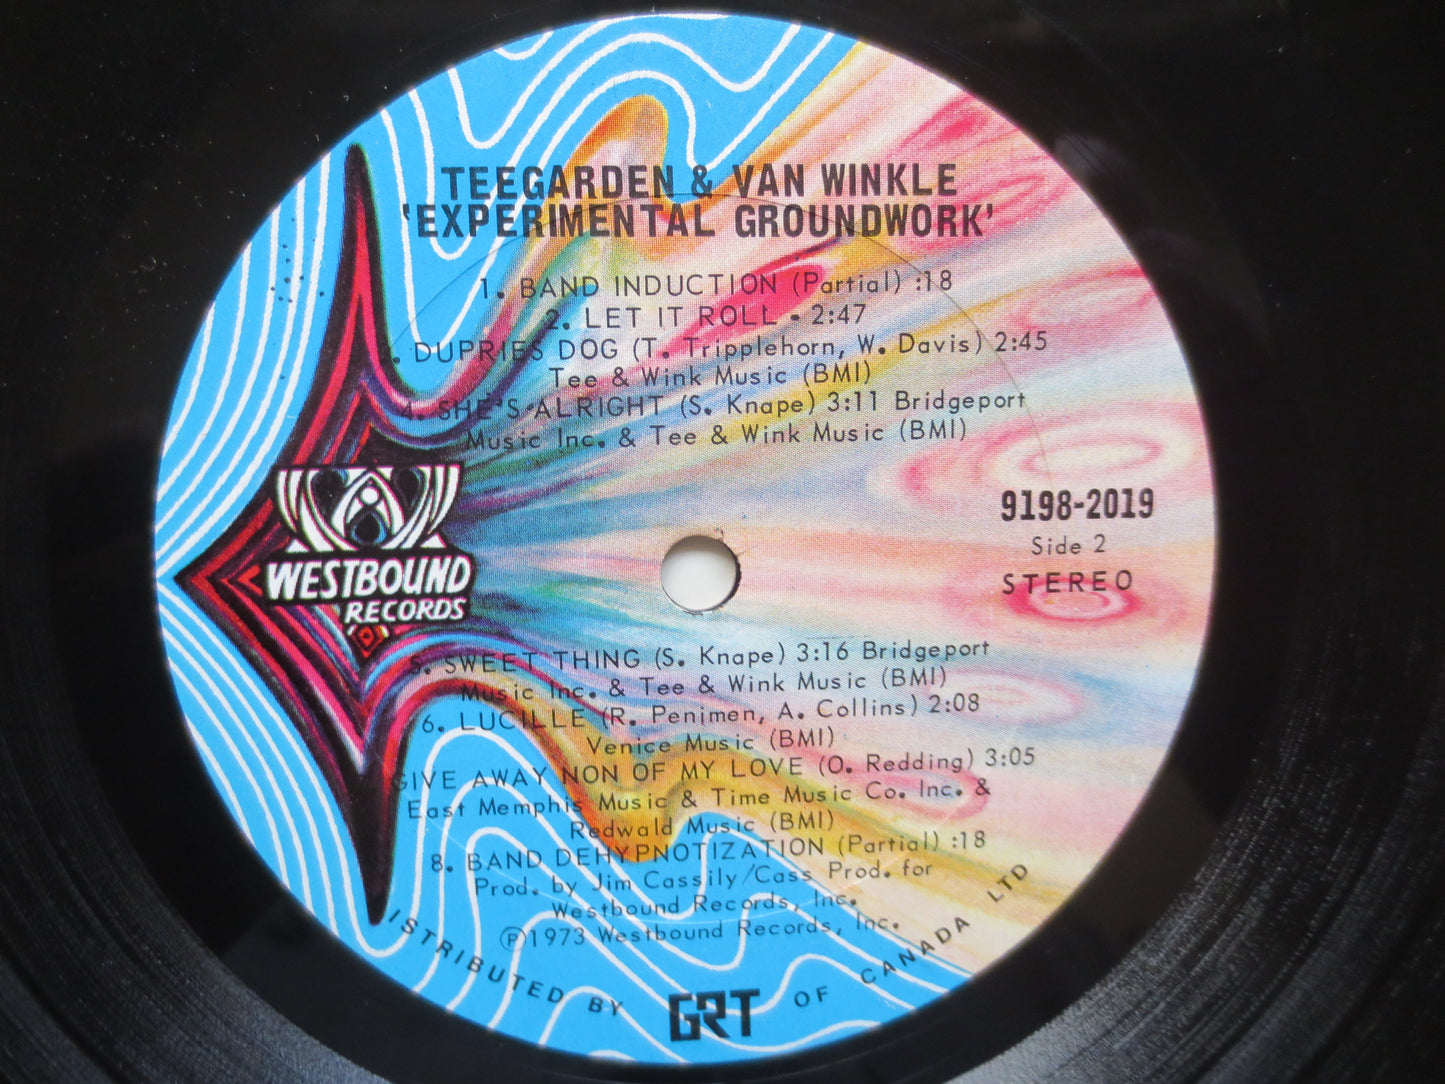 TEEGARDEN & VAN WINKLE
'EXPERIMENTAL GROUNDWORK'
1. BAND INDUCTION (Partial) :18
2. LET IT ROLL - 2:47
. DUPRIES DOG (T. Tripplehorn, W. Davis) 2:45
Tee & Wink Music (BMI)
4. SHE'S ALRIGHT (S. Knape) 3:11 Bridgeport
Music Inc. & Tee & Wink Music (BMI)
9198-2019
Side 2
STEREO
WESTBOUND
RECORDS
5. SWEET THING (S. Knape) 3:16 Bridgeport
Music Inc. & Tee & Wink Music (BMI)
6. LUCILLE (R. Penimen, A. Collins) 2:08
Venice Music (BMI)
GIVE AWAY NON OF MY LOVE (O. Redding) 3:05
East Memphis Music & Time Music Co. Inc. &
Redwald Music (BMI)
8. BAND DEHYPNOTIZATION (Partial) :18
Prod. by Jim Cassily/Cass Prod. for
Westbound Records, Inc.
Ⓟ1973 Westbound Records, Inc.
ISTRIBUTED BY GRT OF CANADA LTD